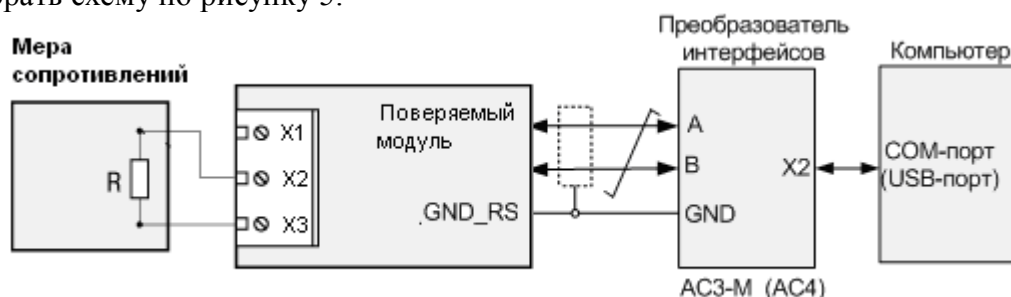 брать схему по рисунку 5.
Мера
сопротивлений
R
X1
X2
X3
Поверяемый
модуль
GND_RS
Преобразователь
интерфейсов
A
B
X2
GND
АС3-М (АС4)
Компьютер
COM-порт
(USB-порт)